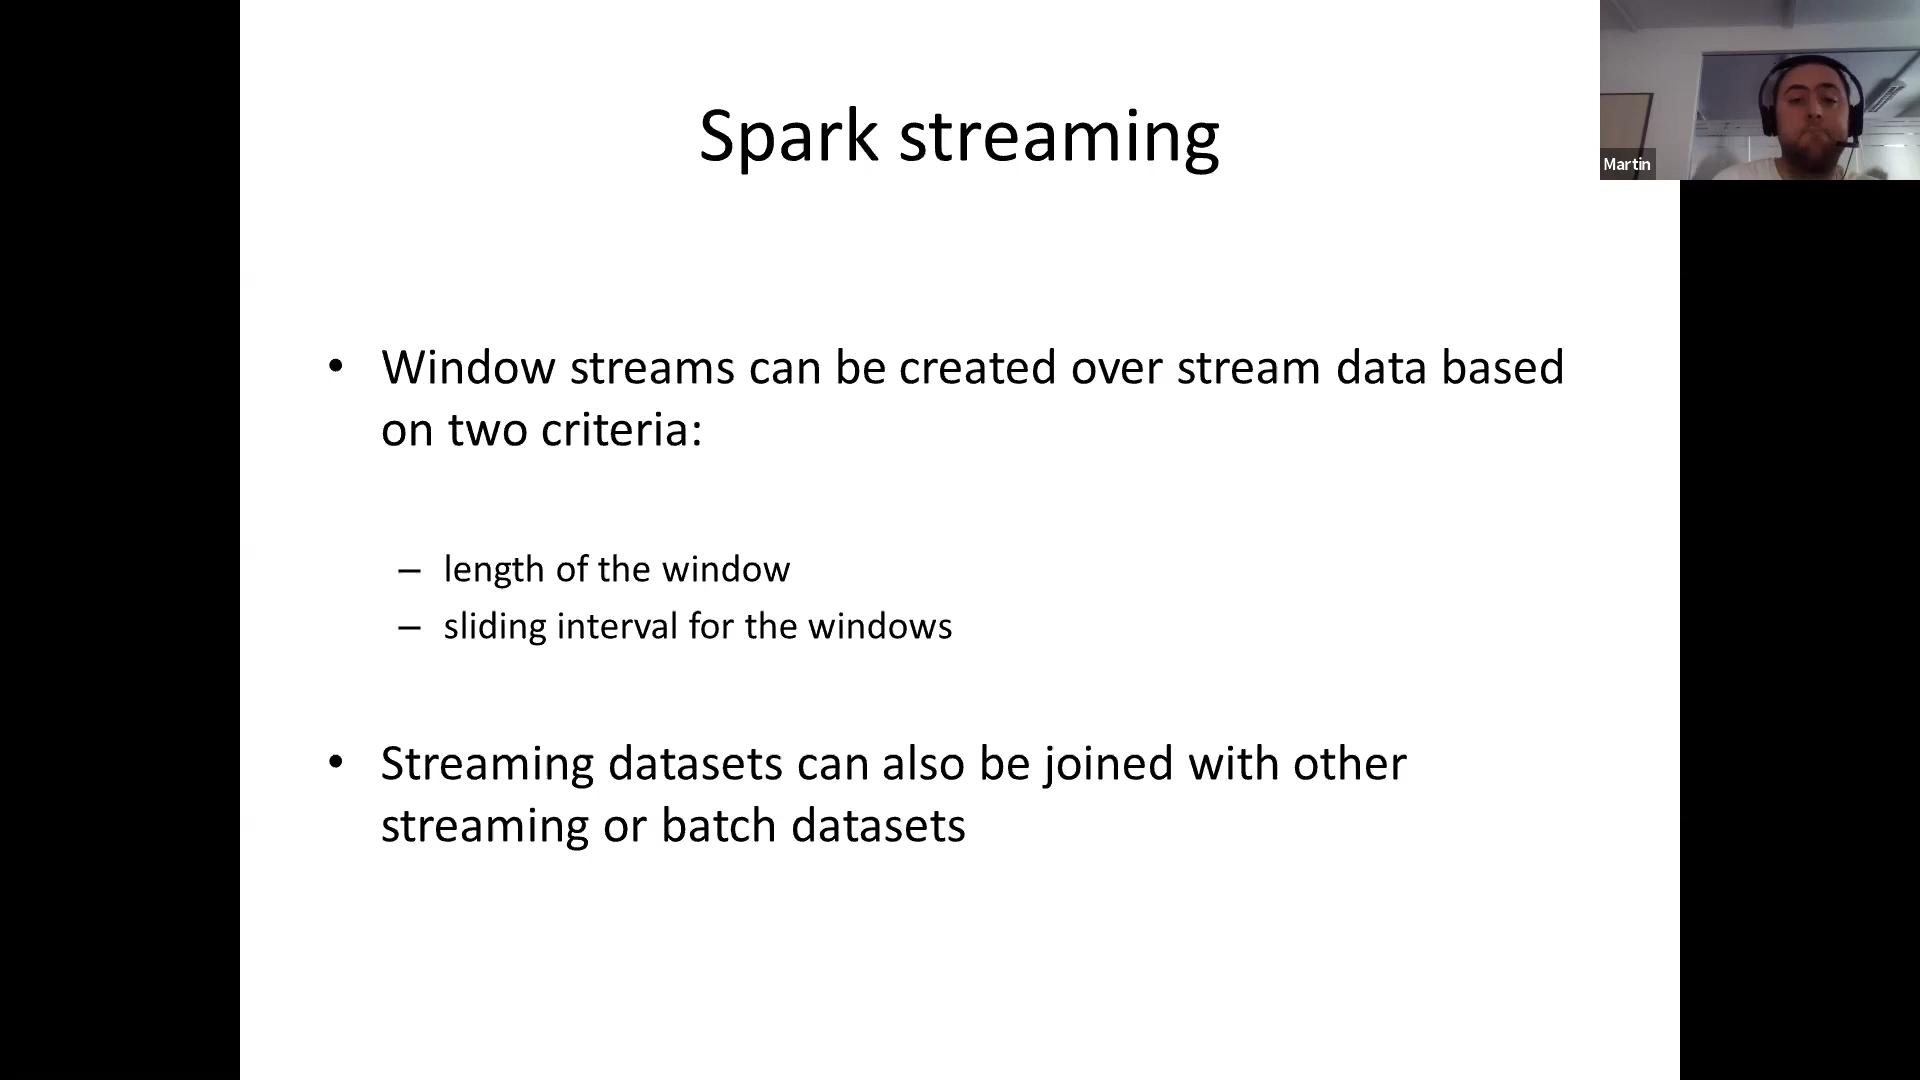 Spark streaming
Martin
• Window streams can be created over stream data based
on two criteria:
– length of the window
– sliding interval for the windows
• Streaming datasets can also be joined with other
streaming or batch datasets